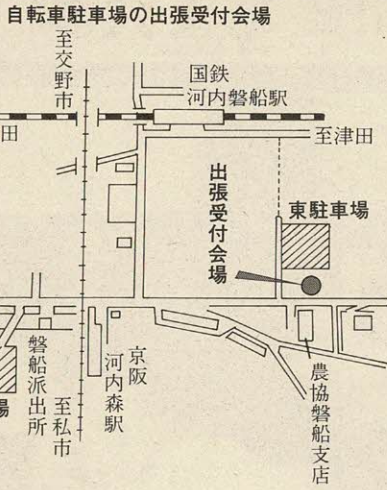 自転車駐車場の出張受付会場
至交野市
国鉄
河内磐船駅
田
至津田
出張受付会場
東駐車場
磐船派出所
至私市
京阪
河内森駅
農協磐船支店
場